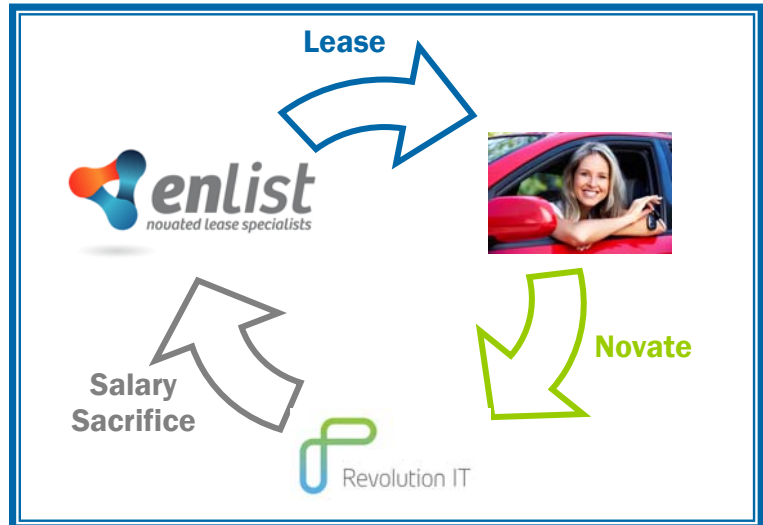 Lease
enlist
novated lease specialists
Novate
Salary
Sacrifice
Revolution IT